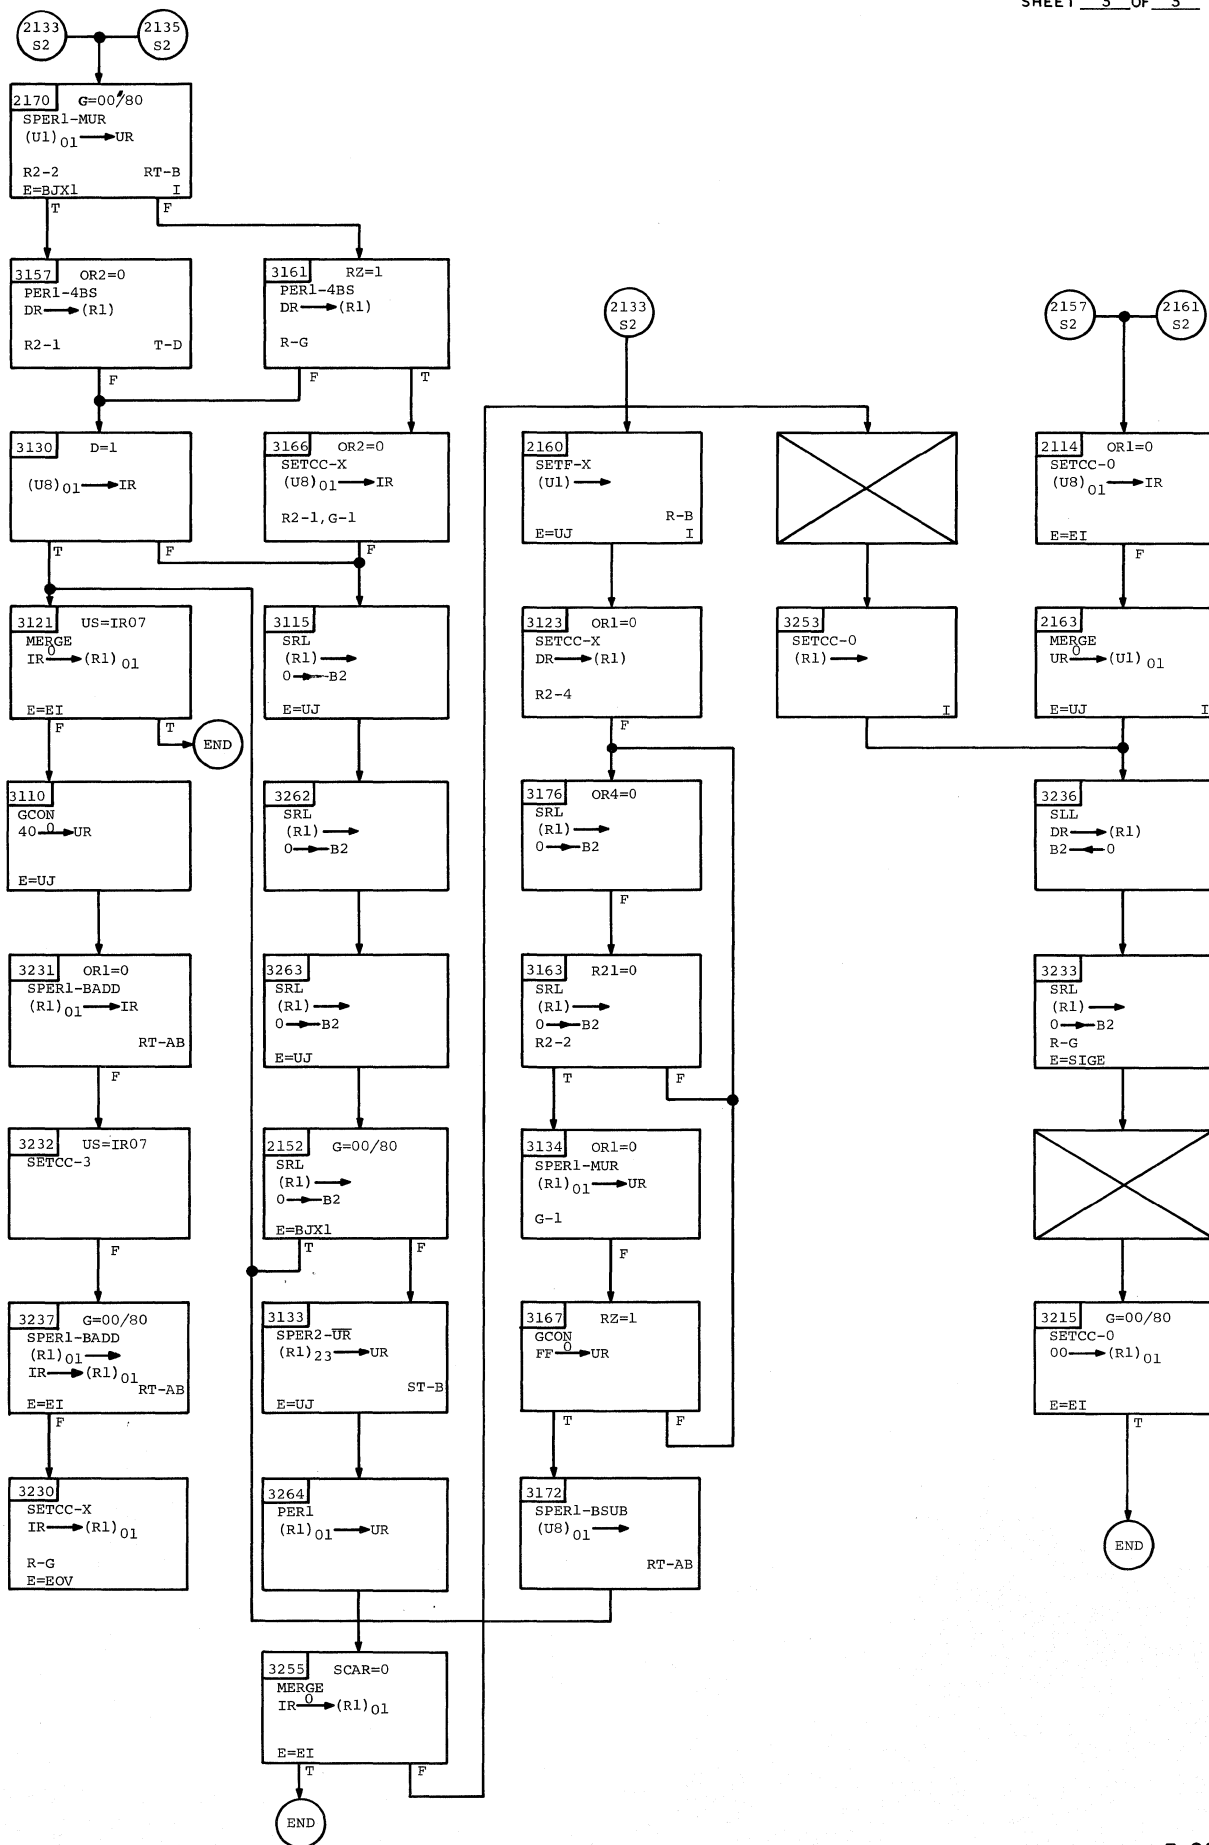 SHEET 3 OF 3
2133
S2
2135
S2
2170 G=00/80
SPER1-MUR
(U1)01 → UR
R2-2 RT-B
E=BJX1 I
T F
3157 OR2=0
PER1-4BS
DR → (R1)
R2-1 T-D
F
3161 RZ=1
PER1-4BS
DR → (R1)
R-G
F T
2133
S2
2157
S2
2161
S2
3130 D=1
(U8)01 → IR
T F
3166 OR2=0
SETCC-X
(U8)01 → IR
R2-1,G-1
F
2160
SETF-X
(U1) →
R-B
E=UJ I
2114 OR1=0
SETCC-0
(U8)01 → IR
E=EI
F
3121 US=IR07
MERGE
0
IR → (R1)01
E=EI
F T
END
3115
SRL
(R1) →
0 → B2
E=UJ
3123 OR1=0
SETCC-X
DR → (R1)
R2-4
F
3253
SETCC-0
(R1) →
I
2163
MERGE
0
UR → (U1)01
E=UJ I
3110
GCON
0
40 → UR
E=UJ
3262
SRL
(R1) →
0 → B2
3176 OR4=0
SRL
(R1) →
0 → B2
F
3236
SLL
DR → (R1)
B2 ← 0
3231 OR1=0
SPER1-BADD
(R1)01 → IR
RT-AB
F
3263
SRL
(R1) →
0 → B2
E=UJ
3163 R21=0
SRL
(R1) →
0 → B2
R2-2
T F
3233
SRL
(R1) →
0 → B2
R-G
E=SIGE
3232 US=IR07
SETCC-3
F
2152 G=00/80
SRL
(R1) →
0 → B2
E=BJX1
T F
3134 OR1=0
SPER1-MUR
(R1)01 → UR
G-1
F
3237 G=00/80
SPER1-BADD
(R1)01 →
IR → (R1)01
RT-AB
E=EI
F
3133
SPER2-U̅R̅
(R1)23 → UR
ST-B
E=UJ
3167 RZ=1
GCON
0
FF → UR
T F
3215 G=00/80
SETCC-0
00 → (R1)01
E=EI
T
END
3230
SETCC-X
IR → (R1)01
R-G
E=EOV
3264
PER1
(R1)01 → UR
3172
SPER1-BSUB
(U8)01 →
RT-AB
3255 SCAR=0
MERGE
0
IR → (R1)01
E=EI
T F
END